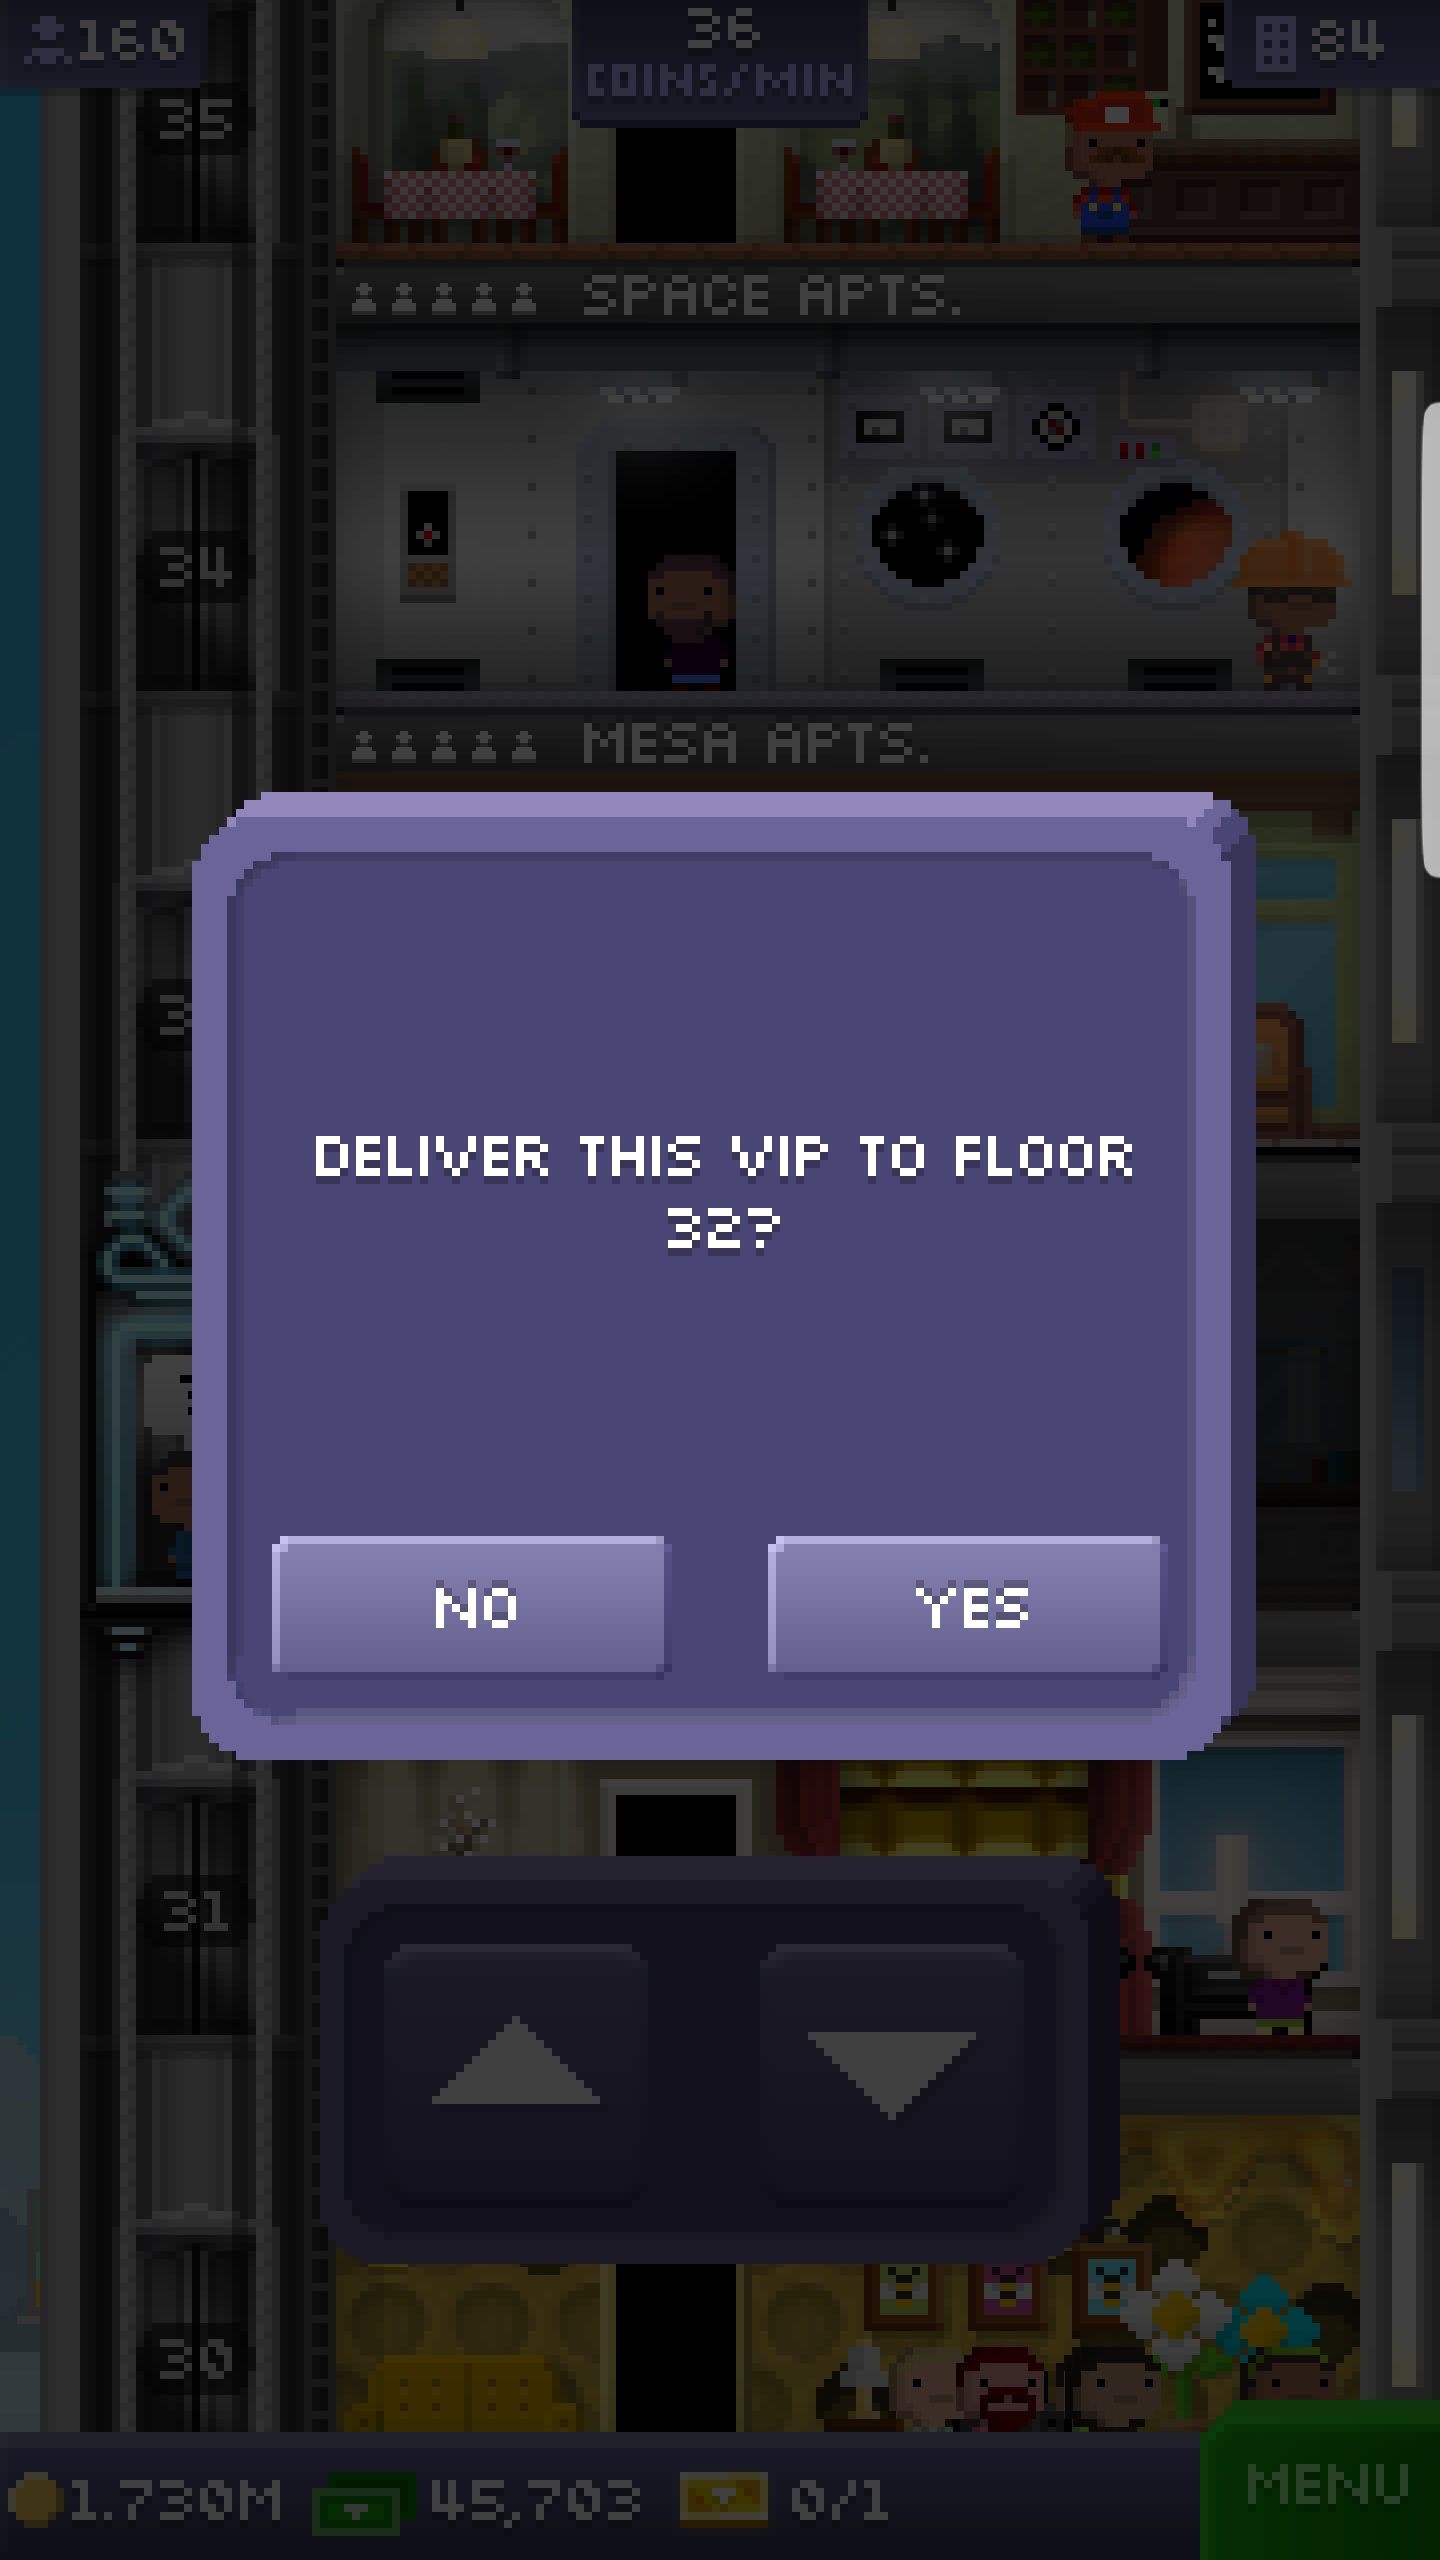 160
36
COINS/MIN
84
35
SPACE APTS.
34
MESA APTS.
DELIVER THIS VIP TO FLOOR
32?
NO
YES
31
30
1.730M
45,703
0/1
MENU